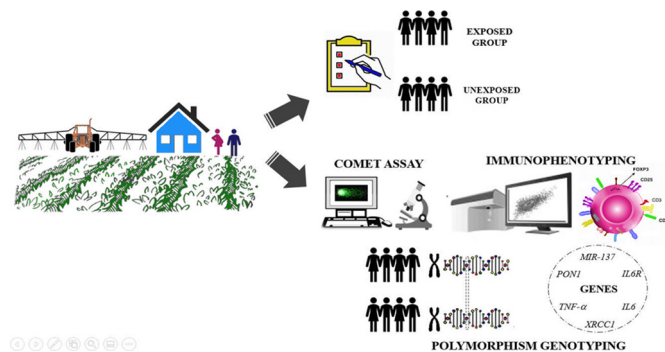 EXPOSED
GROUP
UNEXPOSED
GROUP
COMET ASSAY
IMMUNOPHENOTYPING
FOXP3
CD25
CD3
MIR-137
PON1
IL6R
GENES
TNF-α
IL6
XRCC1
POLYMORPHISM GENOTYPING